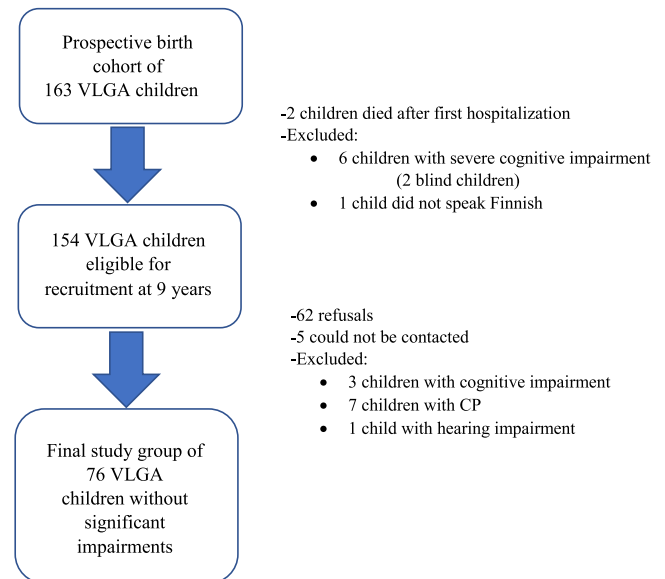 Prospective birth
cohort of
163 VLGA children
-2 children died after first hospitalization
-Excluded:
• 6 children with severe cognitive impairment
(2 blind children)
• 1 child did not speak Finnish
154 VLGA children
eligible for
recruitment at 9 years
-62 refusals
-5 could not be contacted
-Excluded:
• 3 children with cognitive impairment
• 7 children with CP
• 1 child with hearing impairment
Final study group of
76 VLGA
children without
significant
impairments